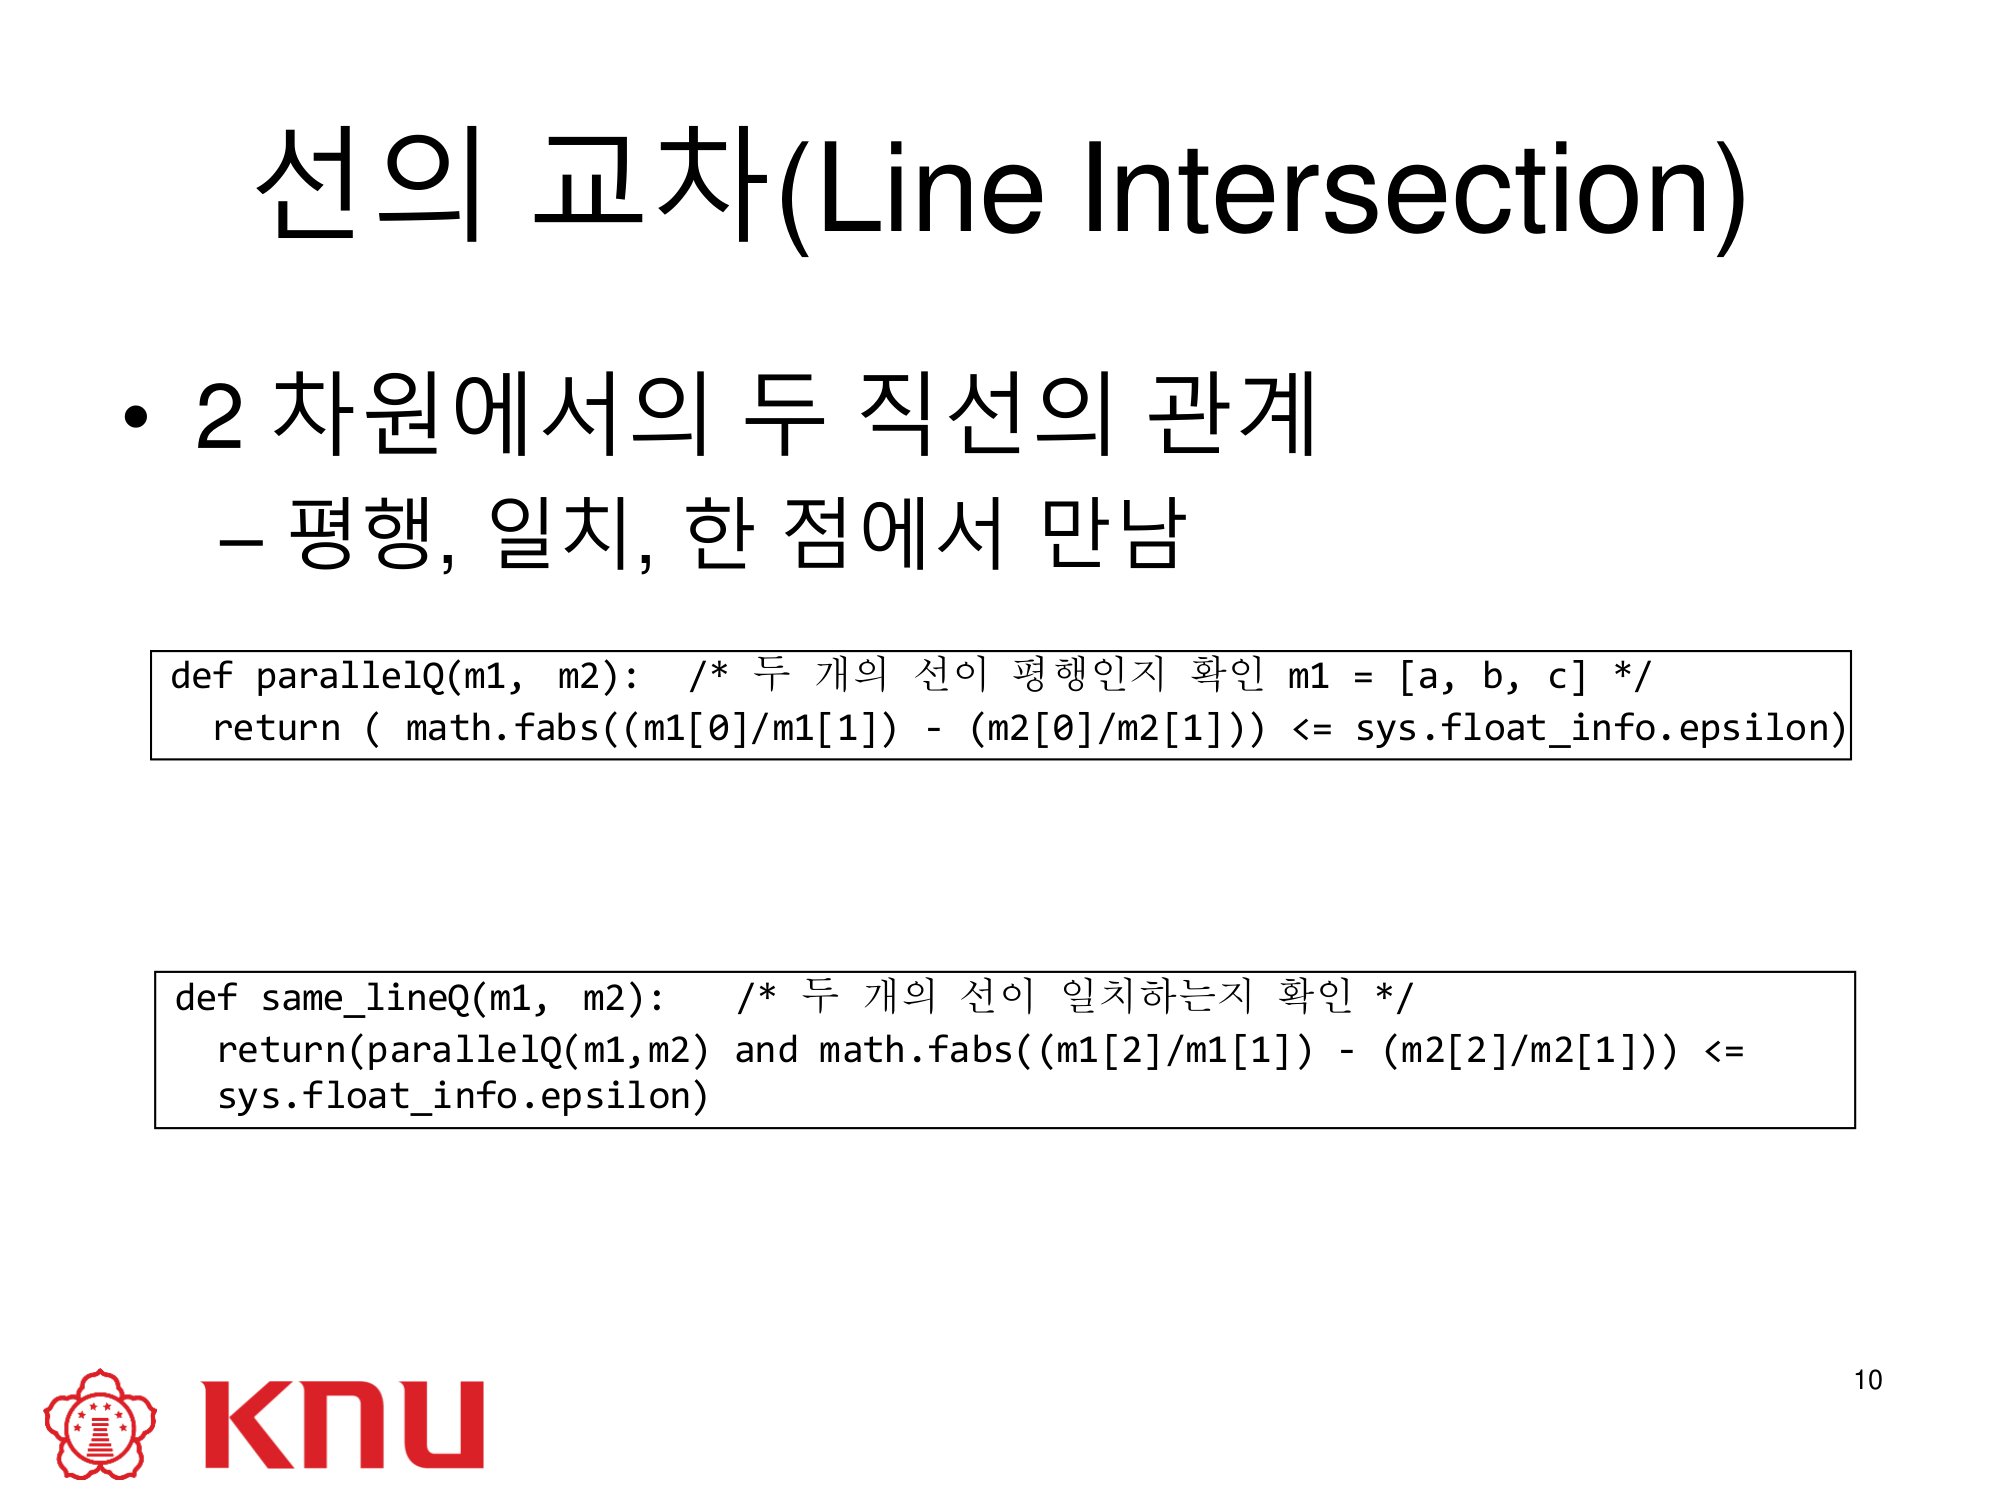 선의 교차(Line Intersection)
• 2 차원에서의 두 직선의 관계
– 평행, 일치, 한 점에서 만남
def parallelQ(m1, m2): /* 두 개의 선이 평행인지 확인 m1 = [a, b, c] */
return ( math.fabs((m1[0]/m1[1]) - (m2[0]/m2[1])) <= sys.float_info.epsilon)
def same_lineQ(m1, m2): /* 두 개의 선이 일치하는지 확인 */
return(parallelQ(m1,m2) and math.fabs((m1[2]/m1[1]) - (m2[2]/m2[1])) <=
sys.float_info.epsilon)
10
KNU